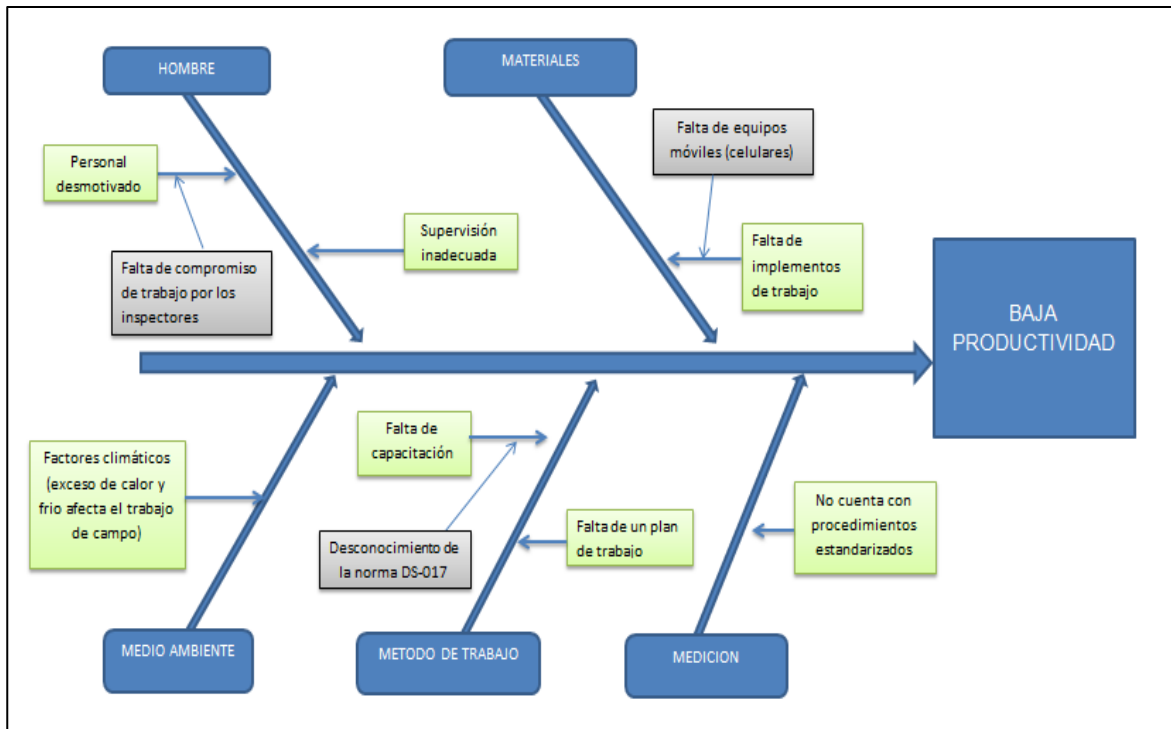 HOMBRE
MATERIALES
Personal
desmotivado
Falta de compromiso
de trabajo por los
inspectores
Supervisión
inadecuada
Falta de equipos
móviles (celulares)
Falta de
implementos
de trabajo
BAJA
PRODUCTIVIDAD
Factores climáticos
(exceso de calor y
frio afecta el trabajo
de campo)
Falta de
capacitación
Desconocimiento de
la norma DS-017
Falta de un plan
de trabajo
No cuenta con
procedimientos
estandarizados
MEDIO AMBIENTE
METODO DE TRABAJO
MEDICION